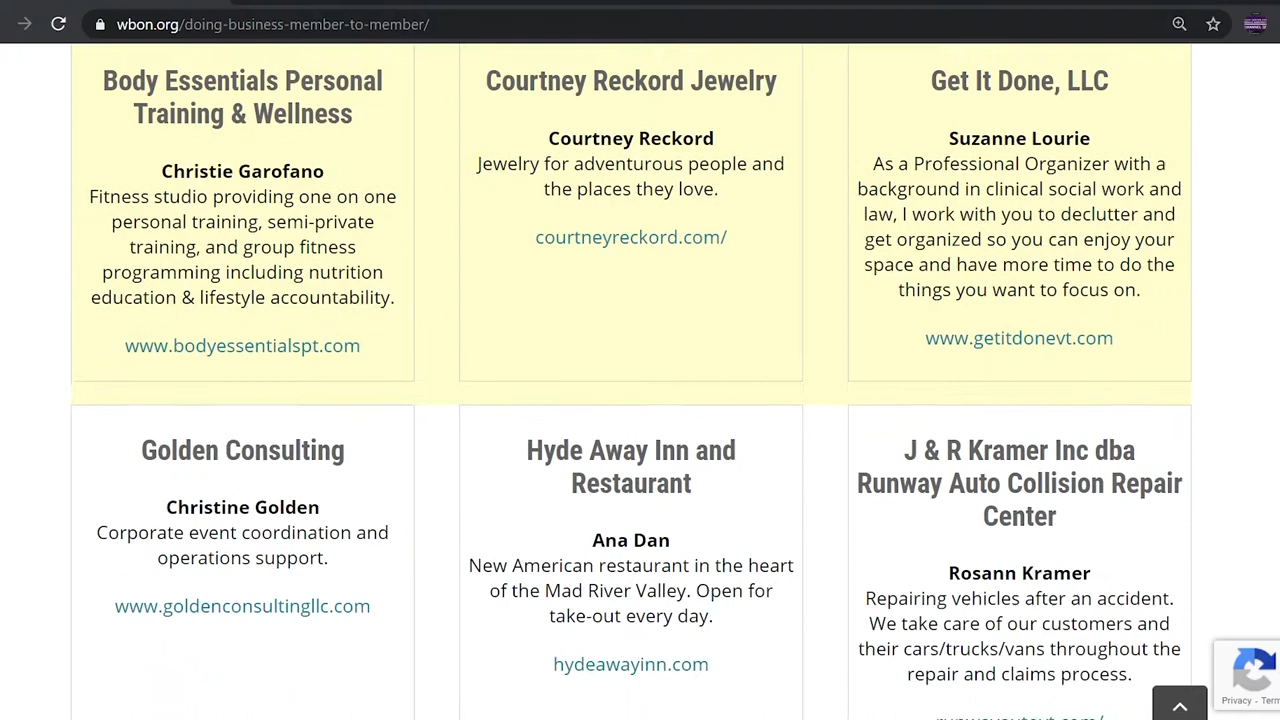 wbon.org/doing-business-member-to-member/
Body Essentials Personal
Training & Wellness
Christie Garofano
Fitness studio providing one on one
personal training, semi-private
training, and group fitness
programming including nutrition
education & lifestyle accountability.
www.bodyessentialspt.com
Courtney Reckord Jewelry
Courtney Reckord
Jewelry for adventurous people and
the places they love.
courtneyreckord.com/
Get It Done, LLC
Suzanne Lourie
As a Professional Organizer with a
background in clinical social work and
law, I work with you to declutter and
get organized so you can enjoy your
space and have more time to do the
things you want to focus on.
www.getitdonevt.com
Golden Consulting
Christine Golden
Corporate event coordination and
operations support.
www.goldenconsultingllc.com
Hyde Away Inn and
Restaurant
Ana Dan
New American restaurant in the heart
of the Mad River Valley. Open for
take-out every day.
hydeawayinn.com
J & R Kramer Inc dba
Runway Auto Collision Repair
Center
Rosann Kramer
Repairing vehicles after an accident.
We take care of our customers and
their cars/trucks/vans throughout the
repair and claims process.
Privacy - Term